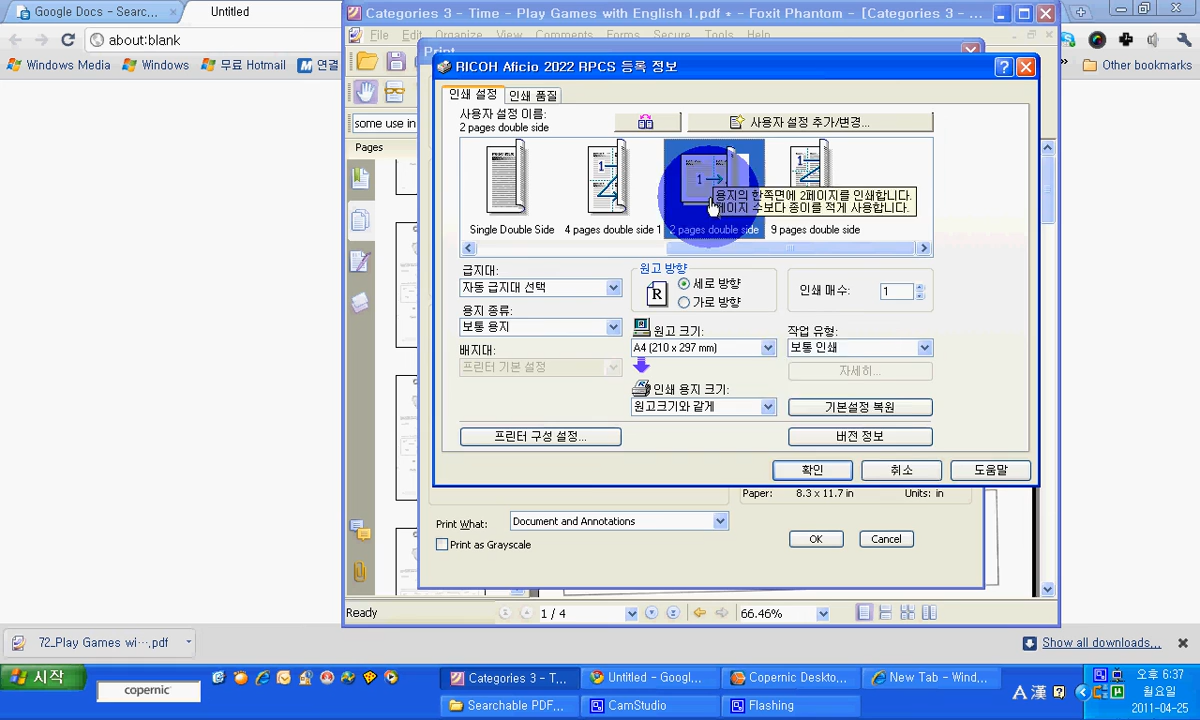 Google Docs - Searc...
Untitled
about:blank
Windows Media
Windows
무료 Hotmail
연결
Other bookmarks
Categories 3 - Time - Play Games with English 1.pdf * - Foxit Phantom - [Categories 3 - ...
File Edit Organize View Comments Forms Secure Tools Help
Print
some use in
Pages
RICOH Aficio 2022 RPCS 등록 정보
인쇄 설정
인쇄 품질
사용자 설정 이름:
2 pages double side
사용자 설정 추가/변경...
용지의 한쪽면에 2페이지를 인쇄합니다.
페이지 수보다 종이를 적게 사용합니다.
Single Double Side
4 pages double side 1
2 pages double side
9 pages double side
급지대:
자동 급지대 선택
용지 종류:
보통 용지
배지대:
프린터 기본 설정
원고 방향
R
세로 방향
가로 방향
인쇄 매수:
1
원고 크기:
A4 (210 x 297 mm)
인쇄 용지 크기:
원고크기와 같게
작업 유형:
보통 인쇄
자세히...
기본설정 복원
프린터 구성 설정...
버전 정보
확인
취소
도움말
Paper: 8.3 x 11.7 in Units: in
Print What:
Document and Annotations
Print as Grayscale
OK
Cancel
Ready
1 / 4
66.46%
72_Play Games wi....pdf
Show all downloads...
시작
copernic
Categories 3 - T...
Untitled - Googl...
Copernic Deskto...
New Tab - Wind...
Searchable PDF...
CamStudio
Flashing
A 漢
오후 6:37
월요일
2011-04-25